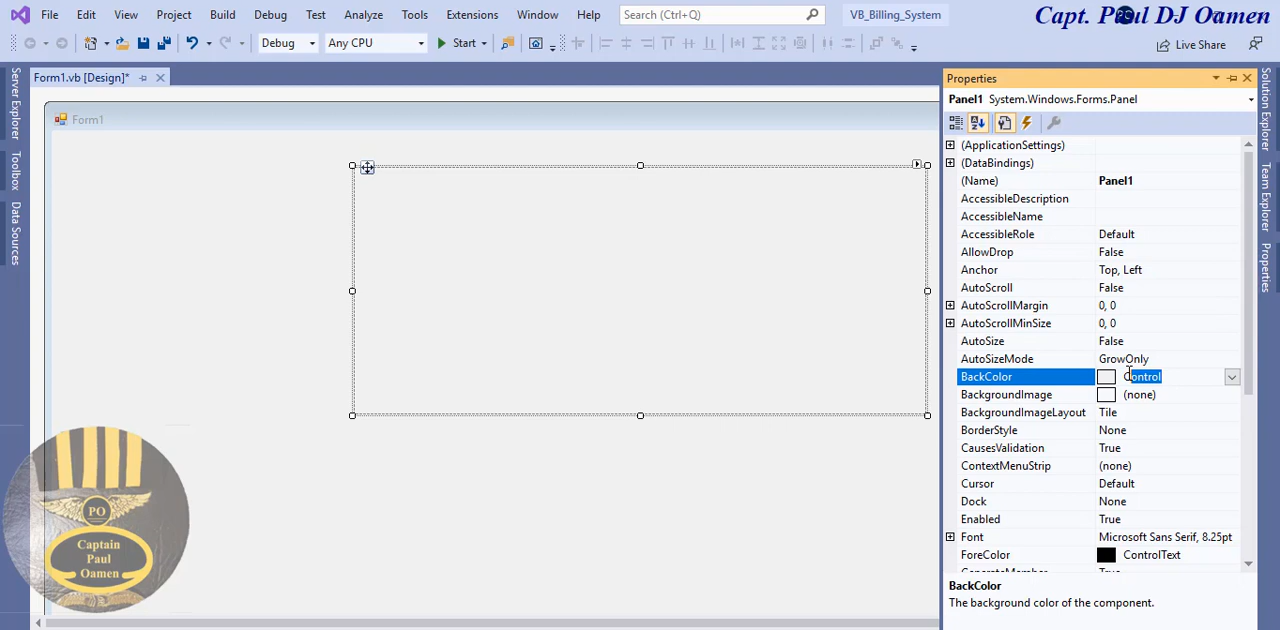 File Edit View Project Build Debug Test Analyze Tools Extensions Window Help Search (Ctrl+Q) VB_Billing_System
Capt. Paul DJ Oamen
Debug Any CPU Start Live Share
Form1.vb [Design]*
Server Explorer
Toolbox
Data Sources
Form1
Properties
Panel1 System.Windows.Forms.Panel
(ApplicationSettings)
(DataBindings)
(Name) Panel1
AccessibleDescription
AccessibleName
AccessibleRole Default
AllowDrop False
Anchor Top, Left
AutoScroll False
AutoScrollMargin 0, 0
AutoScrollMinSize 0, 0
AutoSize False
AutoSizeMode GrowOnly
BackColor Control
BackgroundImage (none)
BackgroundImageLayout Tile
BorderStyle None
CausesValidation True
ContextMenuStrip (none)
Cursor Default
Dock None
Enabled True
Font Microsoft Sans Serif, 8.25pt
ForeColor ControlText
BackColor
The background color of the component.
Solution Explorer
Team Explorer
Properties
PO
Captain
Paul
Oamen